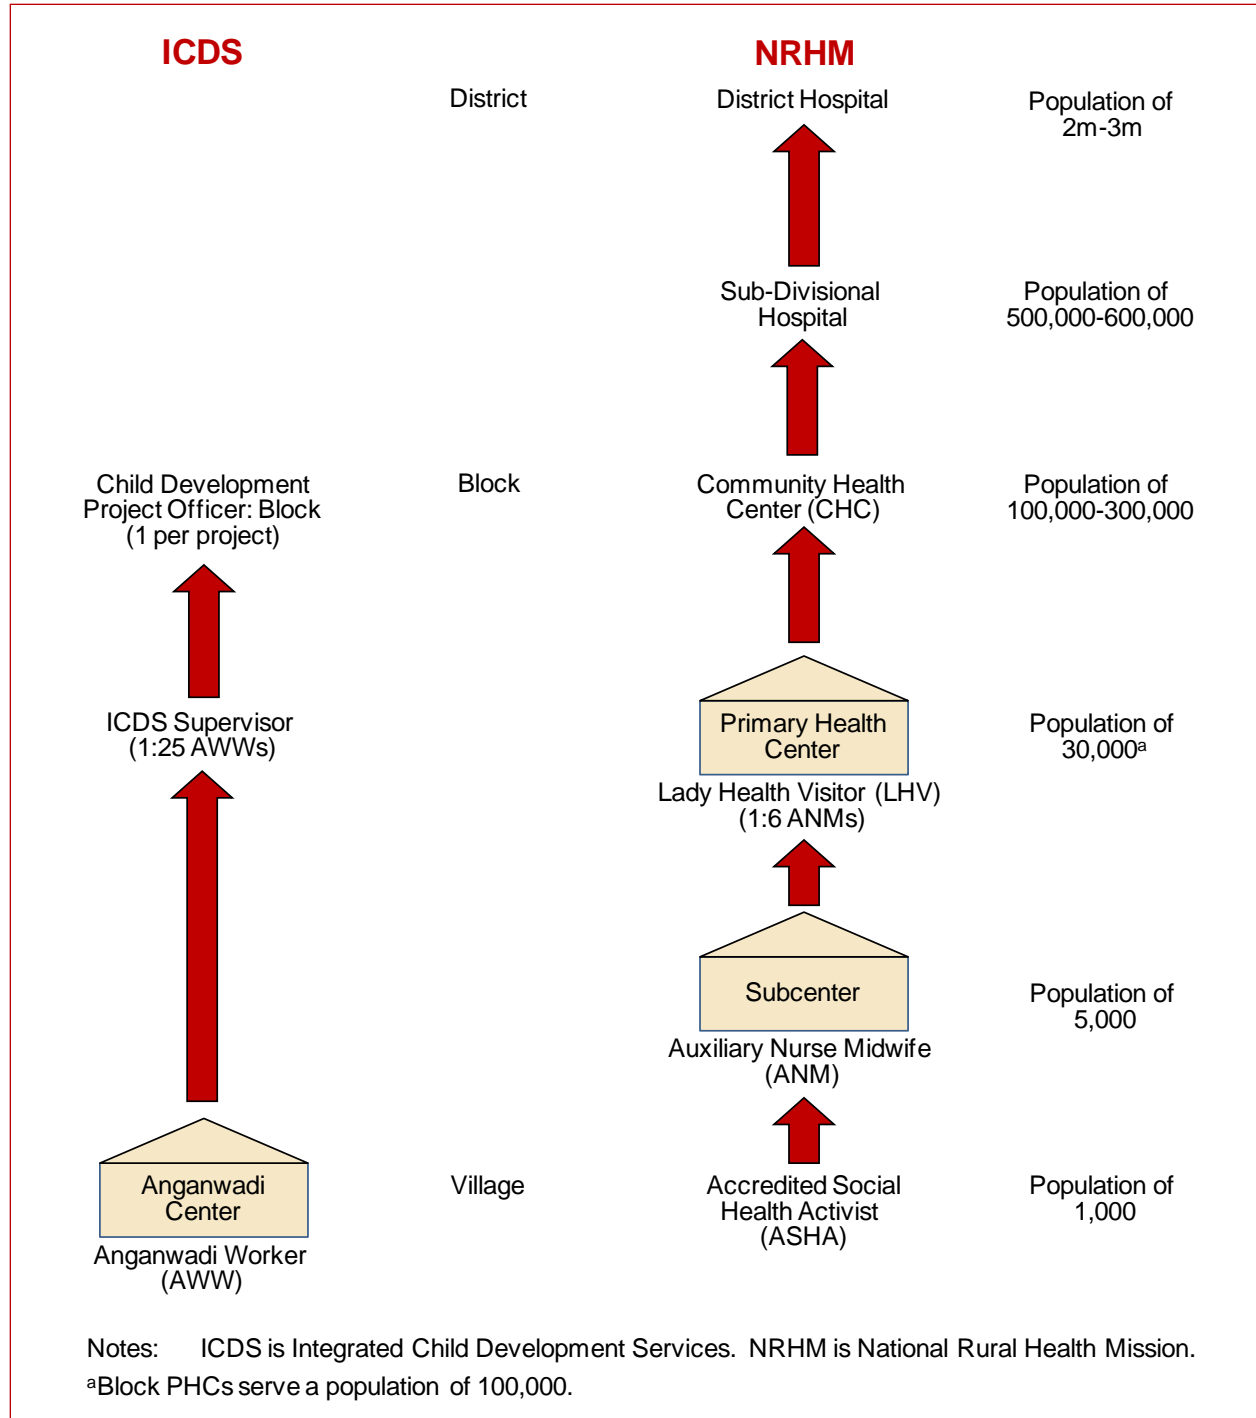 ICDS
NRHM
District
District Hospital
Population of
2m-3m
Sub-Divisional
Hospital
Population of
500,000-600,000
Child Development
Project Officer: Block
(1 per project)
Block
Community Health
Center (CHC)
Population of
100,000-300,000
ICDS Supervisor
(1:25 AWWs)
Primary Health
Center
Lady Health Visitor (LHV)
(1:6 ANMs)
Population of
30,000ᵃ
Subcenter
Auxiliary Nurse Midwife
(ANM)
Population of
5,000
Anganwadi
Center
Anganwadi Worker
(AWW)
Village
Accredited Social
Health Activist
(ASHA)
Population of
1,000
Notes: ICDS is Integrated Child Development Services. NRHM is National Rural Health Mission.
ᵃBlock PHCs serve a population of 100,000.